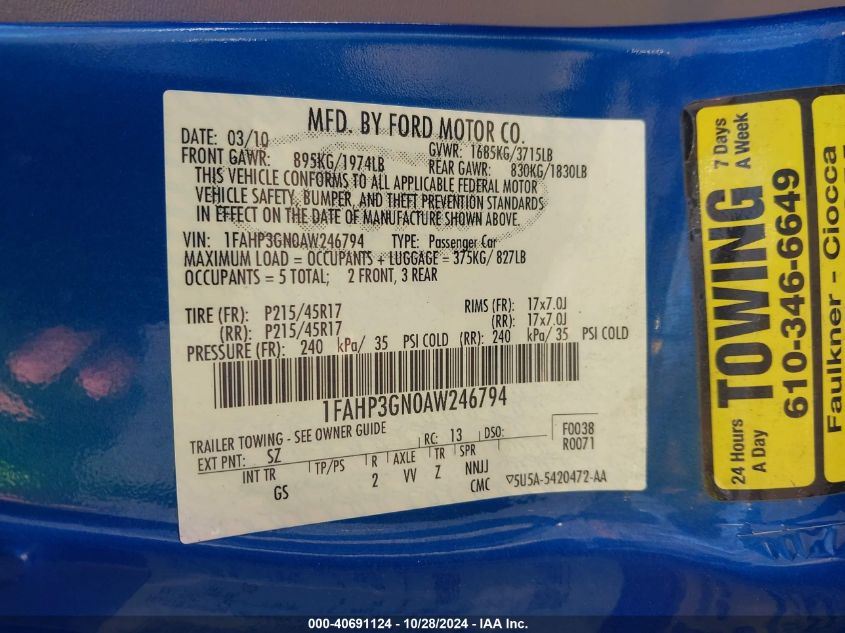 MFD. BY FORD MOTOR CO.
DATE: 03/10
GVWR: 1685KG/3715LB
FRONT GAWR: 895KG/1974LB
REAR GAWR: 830KG/1830LB
THIS VEHICLE CONFORMS TO ALL APPLICABLE FEDERAL MOTOR
VEHICLE SAFETY, BUMPER, AND THEFT PREVENTION STANDARDS
IN EFFECT ON THE DATE OF MANUFACTURE SHOWN ABOVE.
VIN: 1FAHP3GN0AW246794 TYPE: Passenger Car
MAXIMUM LOAD = OCCUPANTS + LUGGAGE = 375KG/ 827LB
OCCUPANTS = 5 TOTAL; 2 FRONT, 3 REAR
TIRE (FR): P215/45R17 RIMS (FR): 17x7.0J
(RR): P215/45R17 (RR): 17x7.0J
PRESSURE (FR): 240 kPa/ 35 PSI COLD (RR): 240 kPa/ 35 PSI COLD
1FAHP3GN0AW246794
TRAILER TOWING - SEE OWNER GUIDE
F0038
R0071
EXT PNT: SZ RC: 13 DSO:
INT TR TP/PS R AXLE TR SPR
GS 2 VV Z NNJJ
CMC 5U5A-5420472-AA
24 Hours
A Day
TOWING
7 Days
A Week
610-346-6649
Faulkner - Ciocca
000-40691124 - 10/28/2024 - IAA Inc.